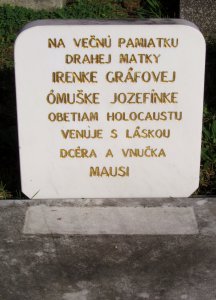 NA VEČNÚ PAMIATKU
DRAHEJ MATKY
IRENKE GRÁFOVEJ
ÓMUŠKE JOZEFÍNKE
OBETIAM HOLOCAUSTU
VENUJE S LÁSKOU
DCÉRA A VNUČKA
MAUSI